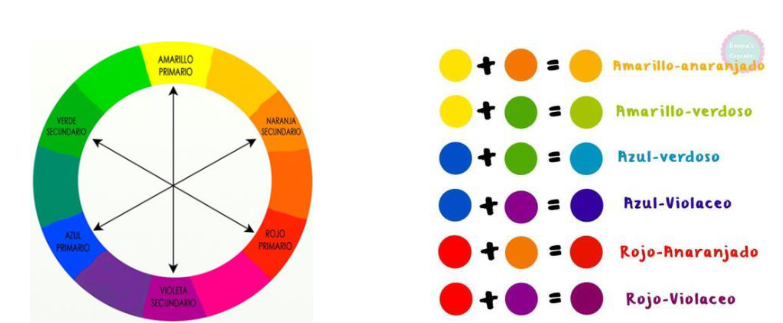 AMARILLO
PRIMARIO
NARANJA
SECUNDARIO
ROJO
PRIMARIO
VIOLETA
SECUNDARIO
AZUL
PRIMARIO
VERDE
SECUNDARIO
+ = Amarillo-anaranjado
+ = Amarillo-verdoso
+ = Azul-verdoso
+ = Azul-Violaceo
+ = Rojo-Anaranjado
+ = Rojo-Violaceo